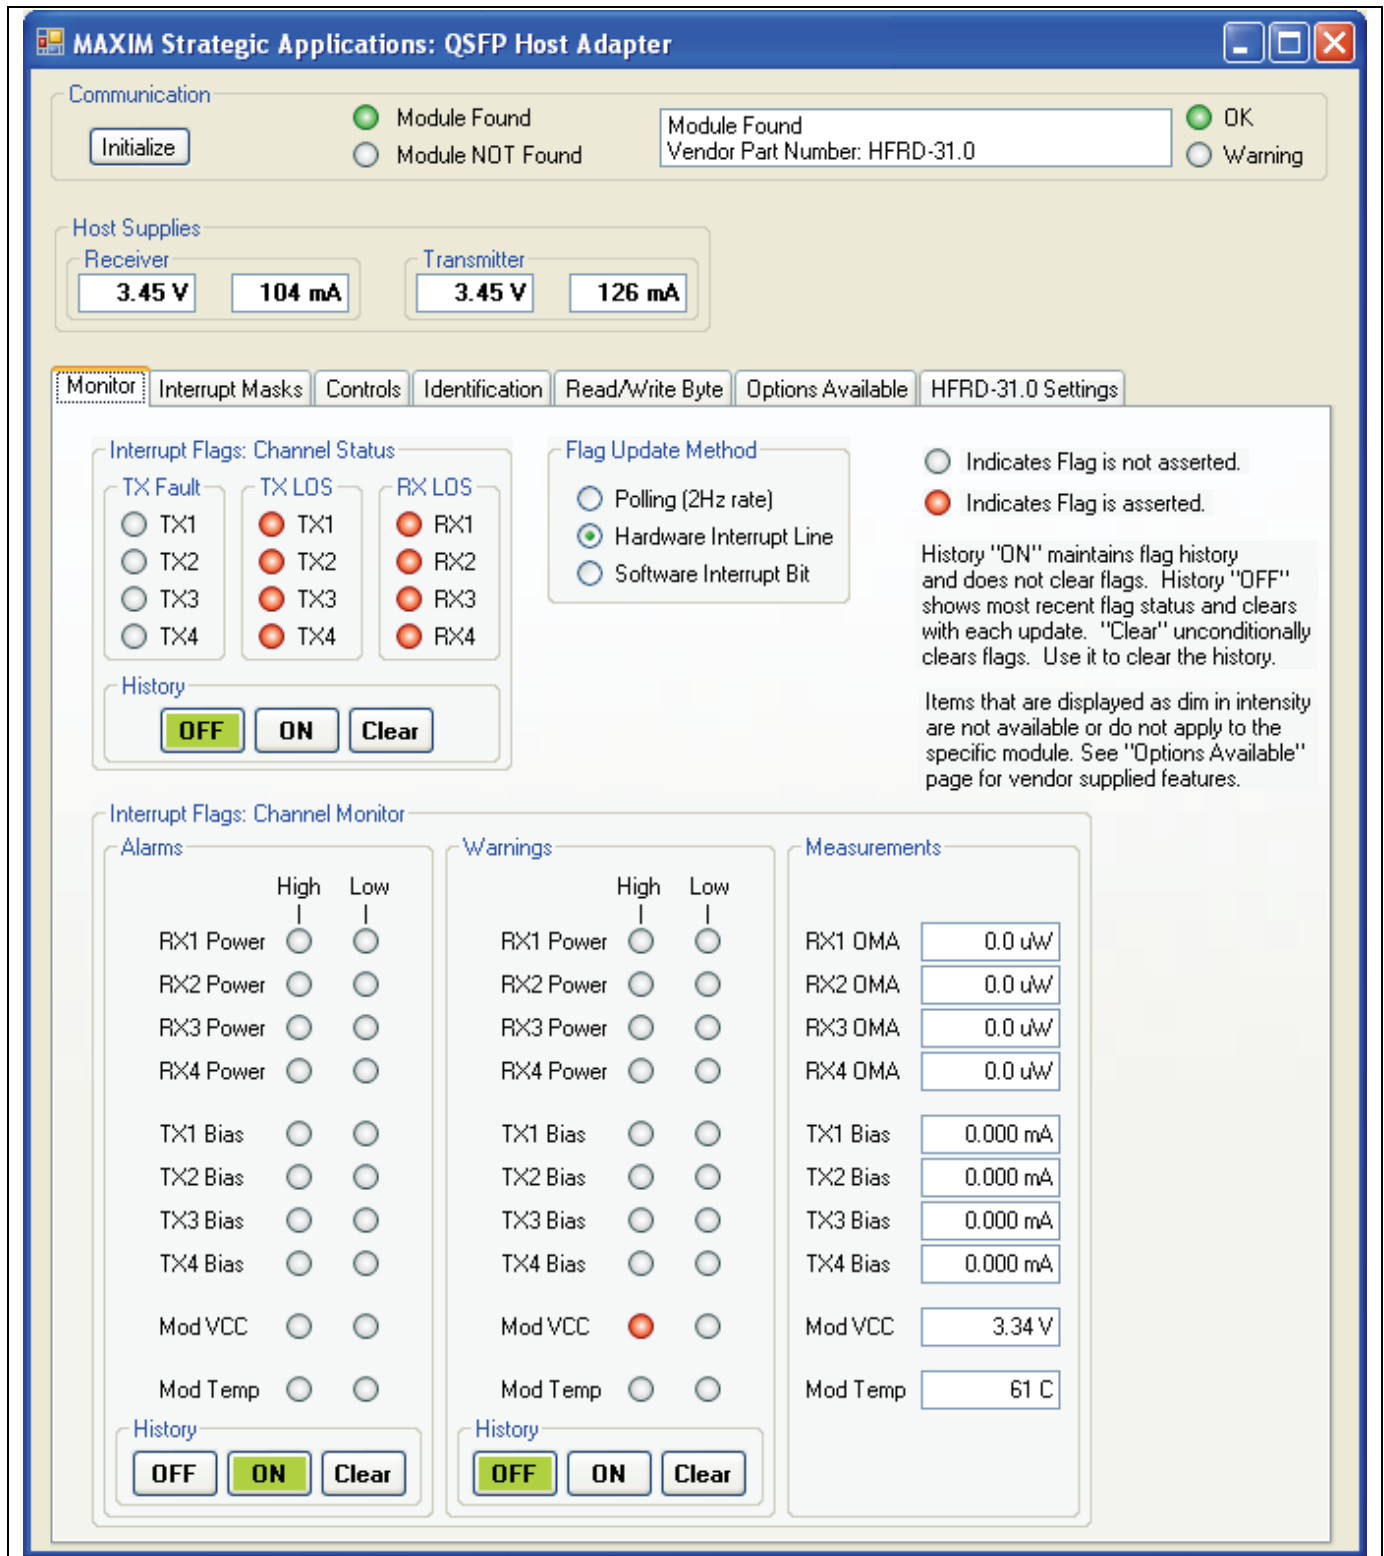 MAXIM Strategic Applications: QSFP Host Adapter
Communication
Initialize
Module Found
Module NOT Found
Module Found
Vendor Part Number: HFRD-31.0
OK
Warning
Host Supplies
Receiver
3.45 V 104 mA
Transmitter
3.45 V 126 mA
Monitor Interrupt Masks Controls Identification Read/Write Byte Options Available HFRD-31.0 Settings
Interrupt Flags: Channel Status
TX Fault TX LOS RX LOS
TX1 TX1 RX1
TX2 TX2 RX2
TX3 TX3 RX3
TX4 TX4 RX4
History
OFF ON Clear
Flag Update Method
Polling (2Hz rate)
Hardware Interrupt Line
Software Interrupt Bit
Indicates Flag is not asserted.
Indicates Flag is asserted.
History "ON" maintains flag history
and does not clear flags. History "OFF"
shows most recent flag status and clears
with each update. "Clear" unconditionally
clears flags. Use it to clear the history.
Items that are displayed as dim in intensity
are not available or do not apply to the
specific module. See "Options Available"
page for vendor supplied features.
Interrupt Flags: Channel Monitor
Alarms
High Low
RX1 Power
RX2 Power
RX3 Power
RX4 Power
TX1 Bias
TX2 Bias
TX3 Bias
TX4 Bias
Mod VCC
Mod Temp
History
OFF ON Clear
Warnings
High Low
RX1 Power
RX2 Power
RX3 Power
RX4 Power
TX1 Bias
TX2 Bias
TX3 Bias
TX4 Bias
Mod VCC
Mod Temp
History
OFF ON Clear
Measurements
RX1 OMA 0.0 uW
RX2 OMA 0.0 uW
RX3 OMA 0.0 uW
RX4 OMA 0.0 uW
TX1 Bias 0.000 mA
TX2 Bias 0.000 mA
TX3 Bias 0.000 mA
TX4 Bias 0.000 mA
Mod VCC 3.34 V
Mod Temp 61 C